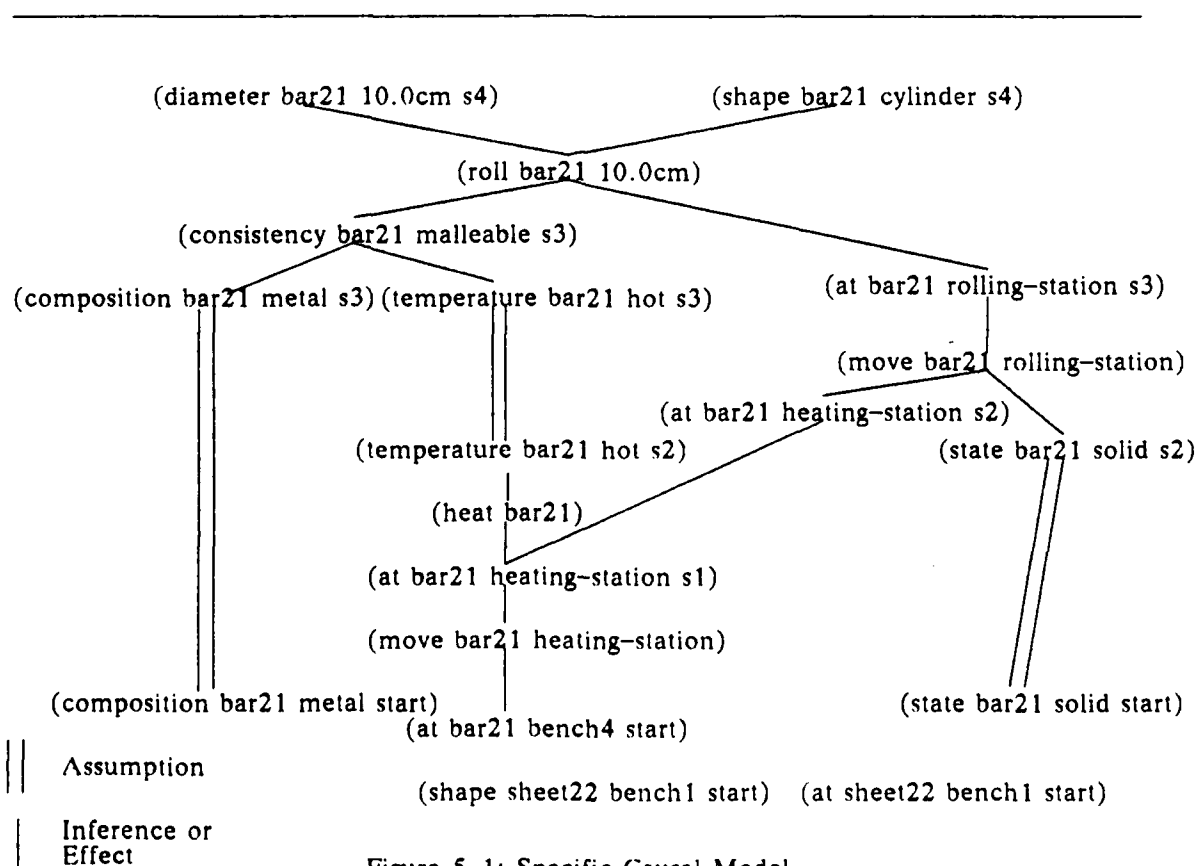 (diameter bar21 10.0cm s4) (shape bar21 cylinder s4)
(roll bar21 10.0cm)
(consistency bar21 malleable s3)
(composition bar21 metal s3) (temperature bar21 hot s3) (at bar21 rolling-station s3)
(move bar21 rolling-station)
(at bar21 heating-station s2)
(temperature bar21 hot s2) (state bar21 solid s2)
(heat bar21)
(at bar21 heating-station s1)
(move bar21 heating-station)
(composition bar21 metal start) (state bar21 solid start)
(at bar21 bench4 start)
Assumption
(shape sheet22 bench1 start) (at sheet22 bench1 start)
Inference or
Effect
Figure 5-1: Specific Causal Model